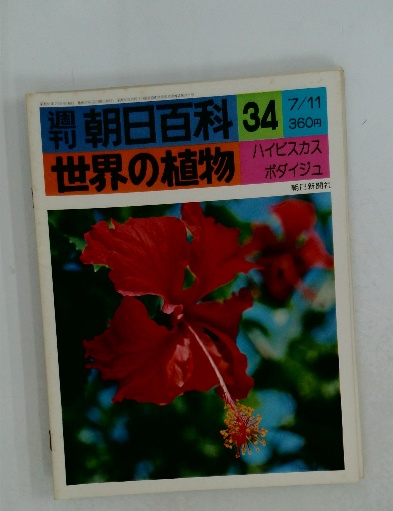 週刊 朝日百科 34 7/11
360円
世界の植物
ハイビスカス
ボダイジュ
朝日新聞社